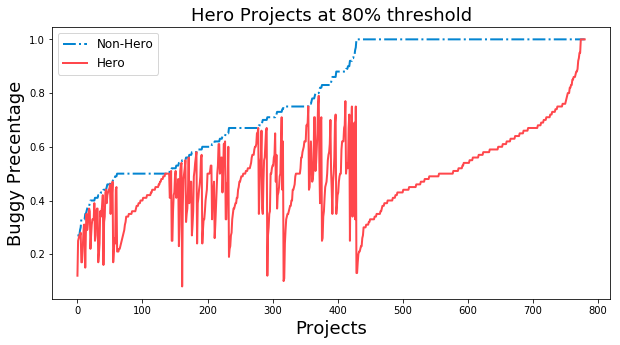 Hero Projects at 80% threshold
Non-Hero
Hero
Buggy Precentage
1.0
0.8
0.6
0.4
0.2
0 100 200 300 400 500 600 700 800
Projects